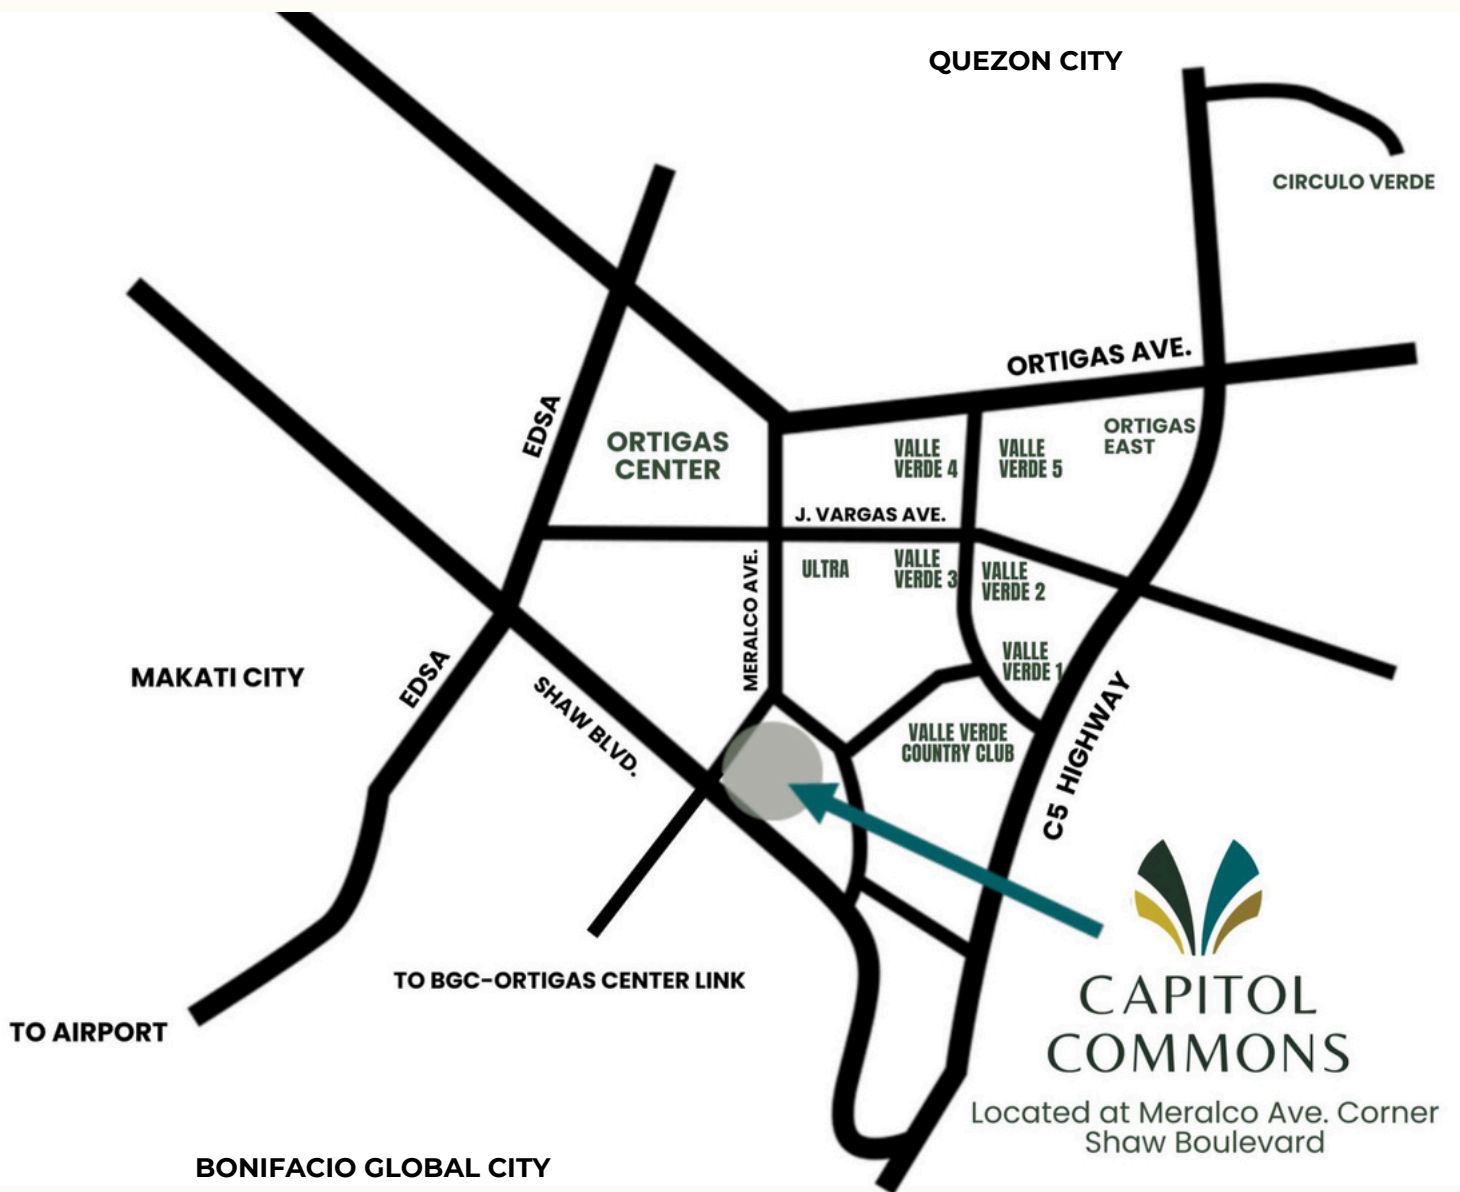 QUEZON CITY
CIRCULO VERDE
ORTIGAS AVE.
EDSA
ORTIGAS
CENTER
VALLE
VERDE 4
VALLE
VERDE 5
ORTIGAS
EAST
J. VARGAS AVE.
MERALCO AVE.
ULTRA
VALLE
VERDE 3
VALLE
VERDE 2
VALLE
VERDE 1
MAKATI CITY
EDSA
SHAW BLVD.
VALLE VERDE
COUNTRY CLUB
C5 HIGHWAY
TO BGC-ORTIGAS CENTER LINK
TO AIRPORT
CAPITOL
COMMONS
Located at Meralco Ave. Corner
Shaw Boulevard
BONIFACIO GLOBAL CITY